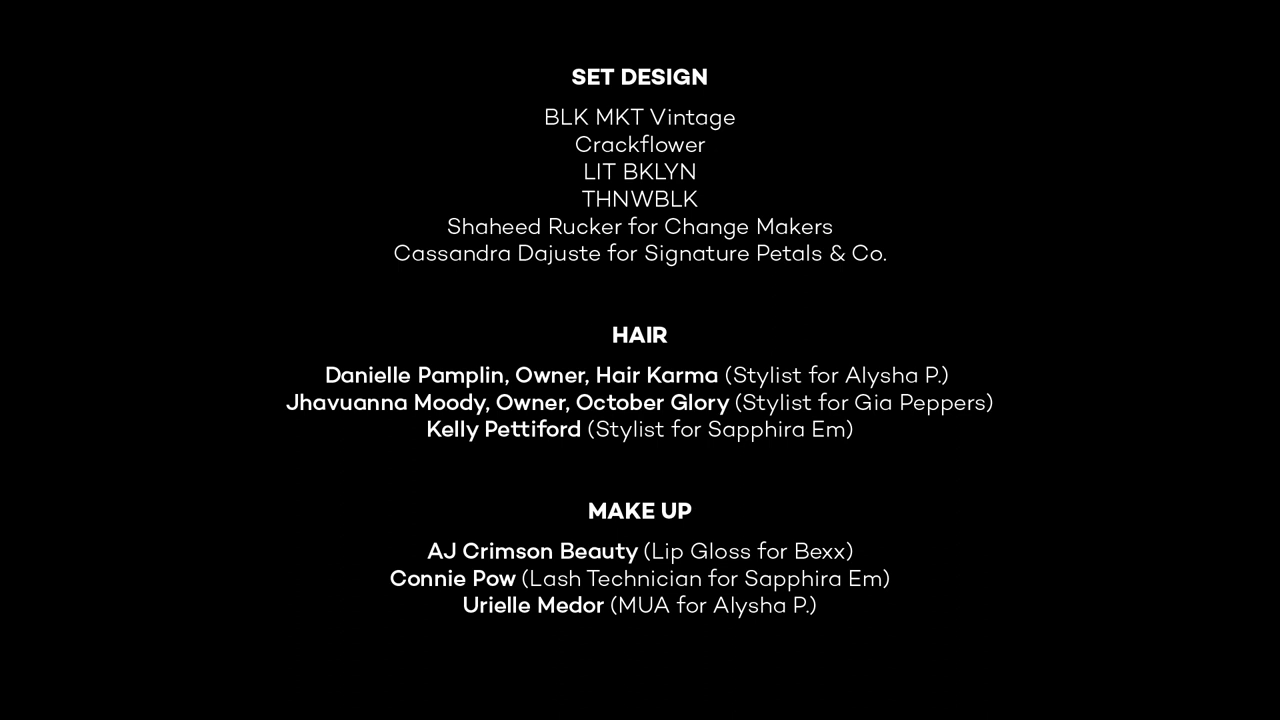 SET DESIGN
BLK MKT Vintage
Crackflower
LIT BKLYN
THNWBLK
Shaheed Rucker for Change Makers
Cassandra Dajuste for Signature Petals & Co.
HAIR
Danielle Pamplin, Owner, Hair Karma (Stylist for Alysha P.)
Jhavuanna Moody, Owner, October Glory (Stylist for Gia Peppers)
Kelly Pettiford (Stylist for Sapphira Em)
MAKE UP
AJ Crimson Beauty (Lip Gloss for Bexx)
Connie Pow (Lash Technician for Sapphira Em)
Urielle Medor (MUA for Alysha P.)